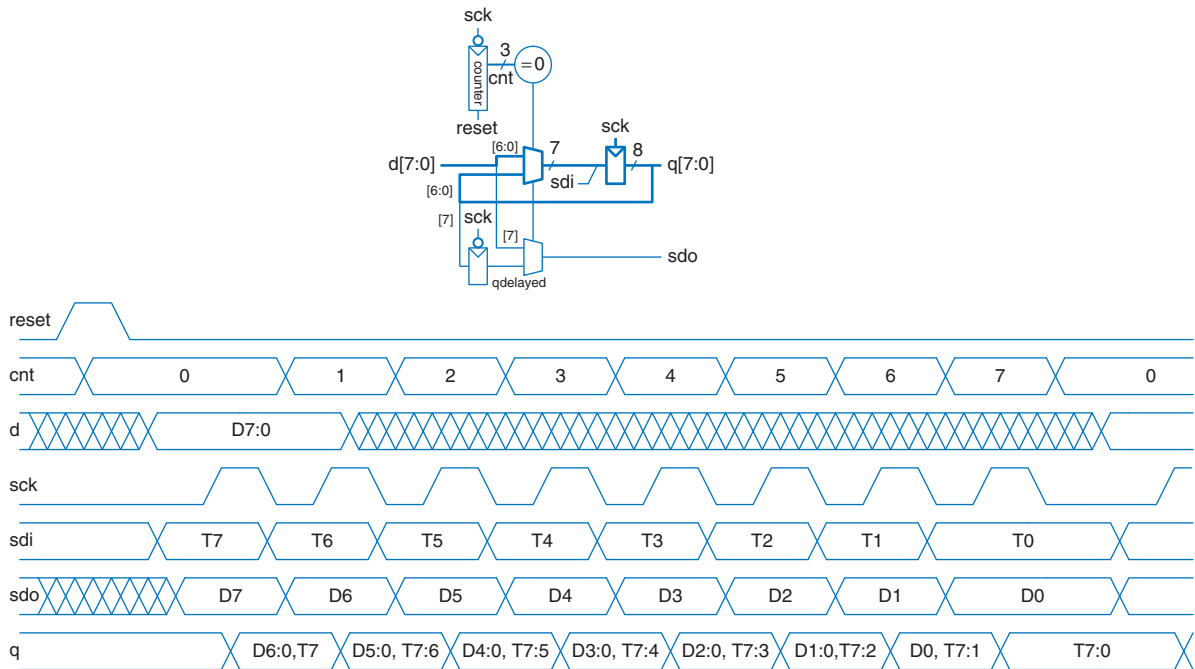 sck
3
=0
cnt
counter
reset
sck
[6:0]
7
8
d[7:0]
q[7:0]
sdi
[6:0]
[7]
sck
[7]
sdo
qdelayed
reset
cnt 0 1 2 3 4 5 6 7 0
d D7:0
sck
sdi T7 T6 T5 T4 T3 T2 T1 T0
sdo D7 D6 D5 D4 D3 D2 D1 D0
q D6:0,T7 D5:0, T7:6 D4:0, T7:5 D3:0, T7:4 D2:0, T7:3 D1:0,T7:2 D0, T7:1 T7:0